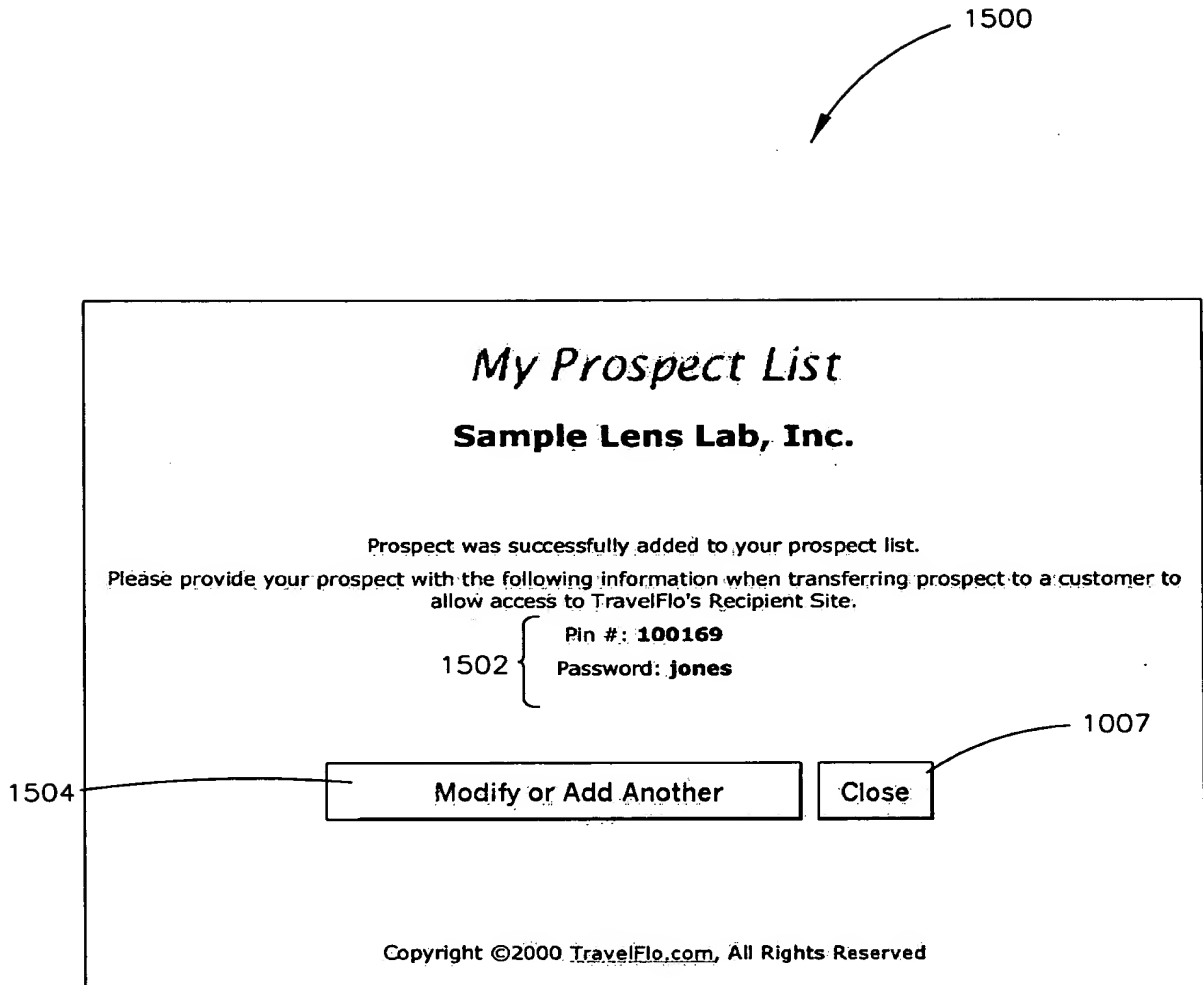 1500
My Prospect List
Sample Lens Lab, Inc.
Prospect was successfully added to your prospect list.
Please provide your prospect with the following information when transferring prospect to a customer to
allow access to TravelFlo's Recipient Site.
Pin #: 100169
1502
Password: jones
1007
1504
Modify or Add Another
Close
Copyright ©2000 TravelFlo.com, All Rights Reserved